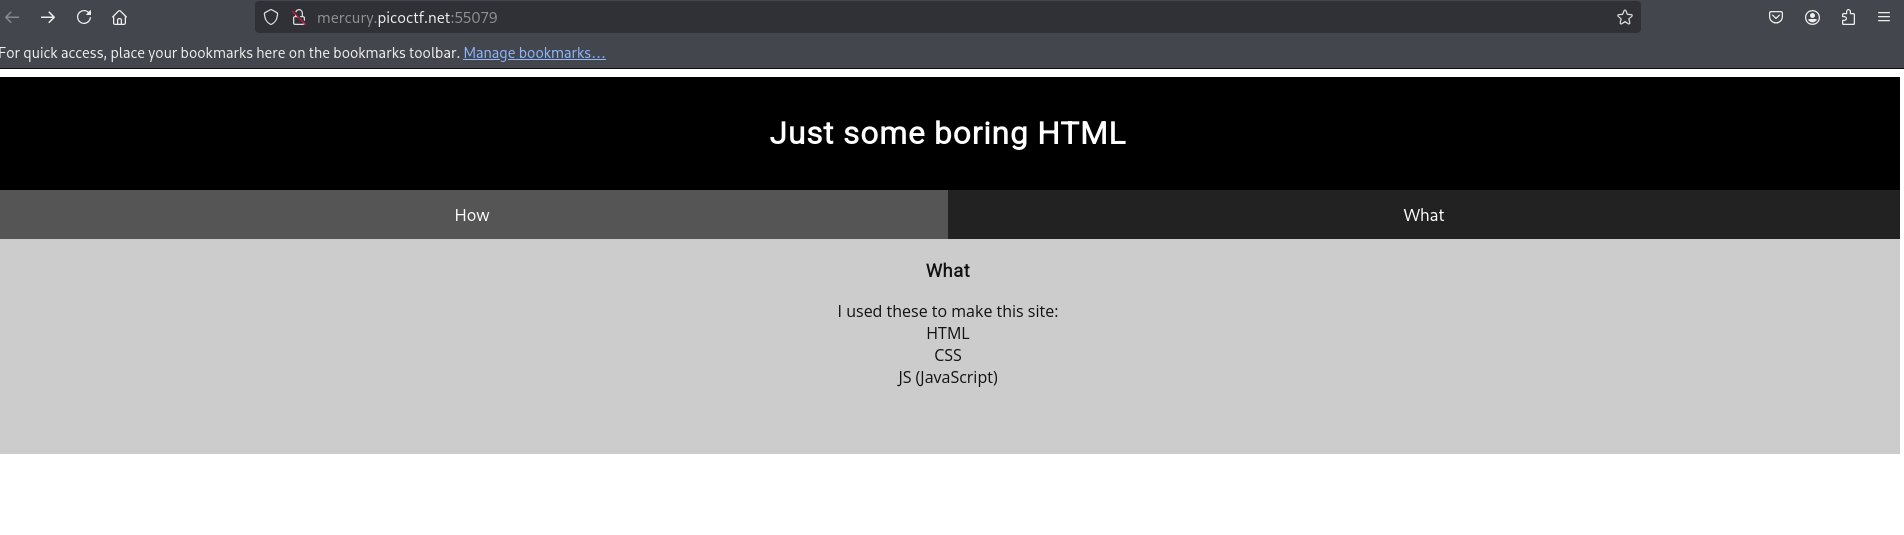 mercury.picoctf.net:55079
For quick access, place your bookmarks here on the bookmarks toolbar. Manage bookmarks...
Just some boring HTML
How What
What
I used these to make this site:
HTML
CSS
JS (JavaScript)